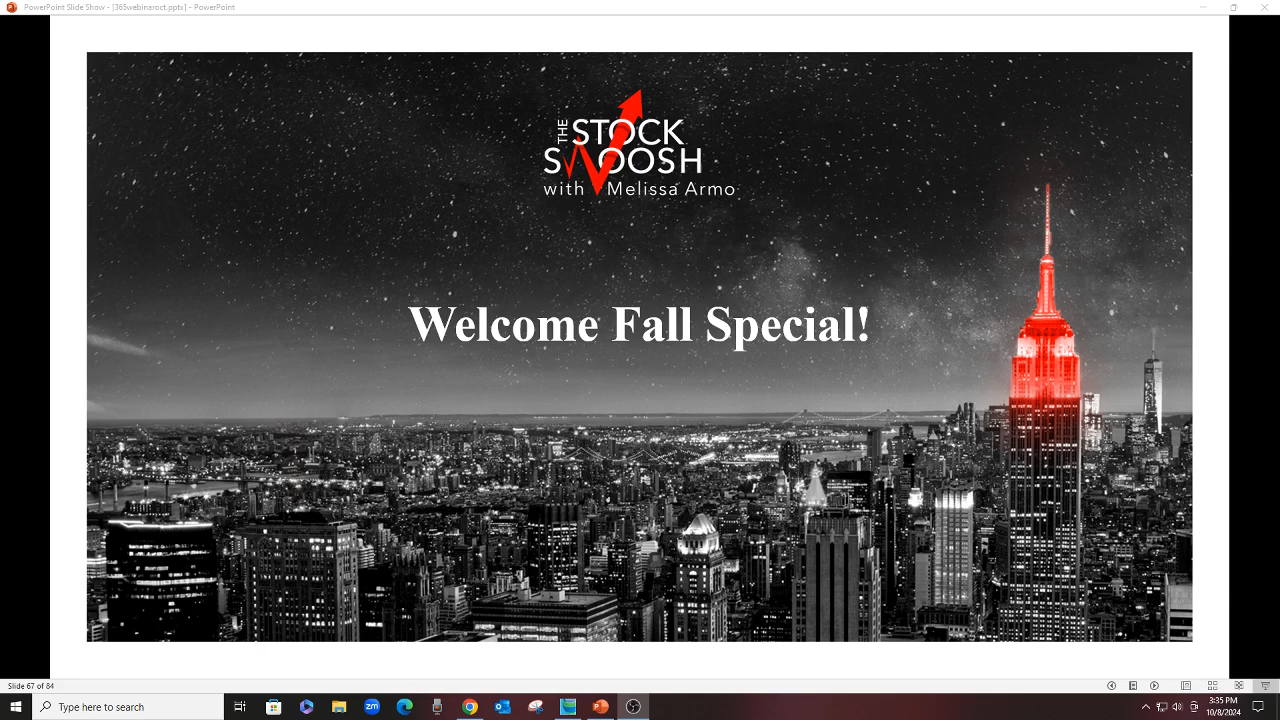 PowerPoint Slide Show - [365webinaroct.pptx] - PowerPoint
THE STOCK
SWOOSH
with Melissa Armo
Welcome Fall Special!
Slide 67 of 84
Type here to search
zm
3:35 PM
10/8/2024